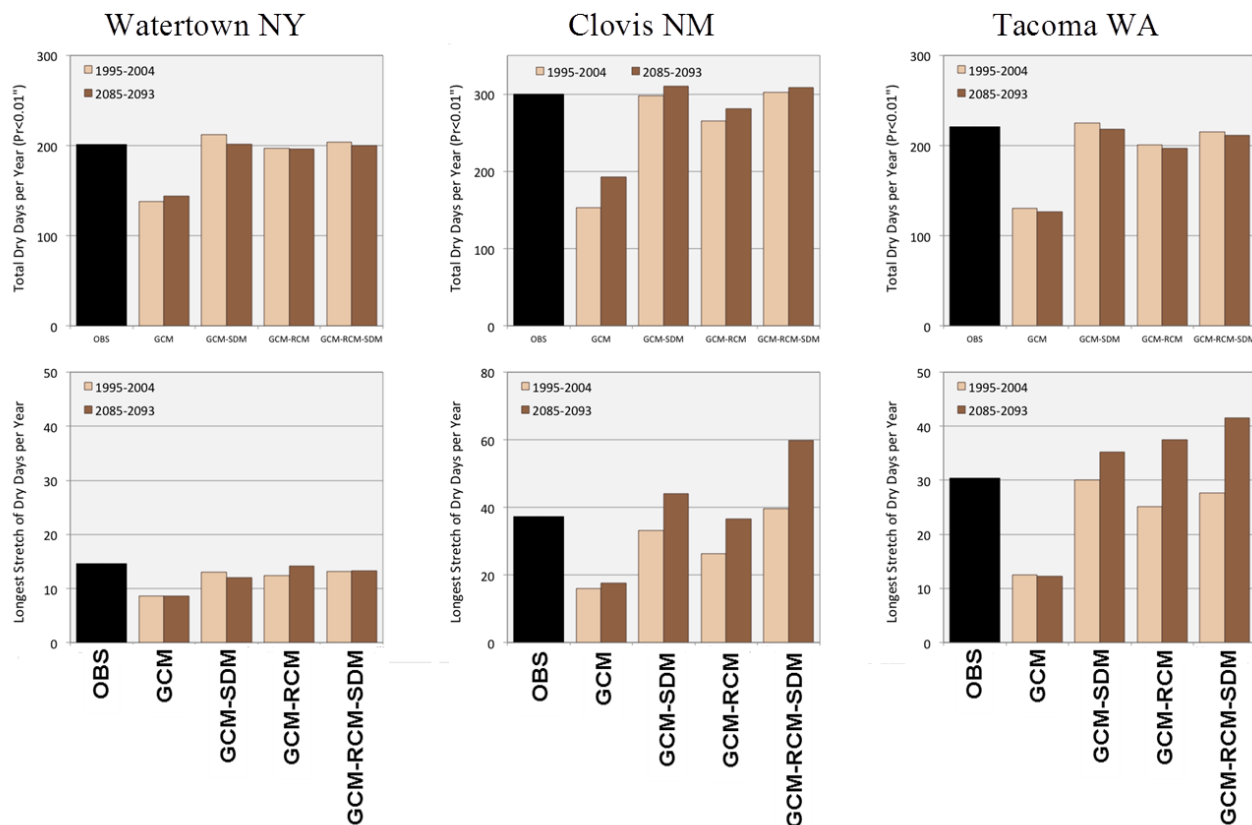 Watertown NY
Clovis NM
Tacoma WA
Total Dry Days per Year (Pr<0.01")
300
200
100
0
1995-2004
2085-2093
OBS
GCM
GCM-SDM
GCM-RCM
GCM-RCM-SDM
Total Dry Days per Year (Pr<0.01")
300
200
100
0
1995-2004
2085-2093
OBS
GCM
GCM-SDM
GCM-RCM
GCM-RCM-SDM
Total Dry Days per Year (Pr<0.01")
300
200
100
0
1995-2004
2085-2093
OBS
GCM
GCM-SDM
GCM-RCM
GCM-RCM-SDM
Longest Stretch of Dry Days per Year
50
40
30
20
10
0
1995-2004
2085-2093
OBS
GCM
GCM-SDM
GCM-RCM
GCM-RCM-SDM
Longest Stretch of Dry Days per Year
80
60
40
20
0
1995-2004
2085-2093
OBS
GCM
GCM-SDM
GCM-RCM
GCM-RCM-SDM
Longest Stretch of Dry Days per Year
50
40
30
20
10
0
1995-2004
2085-2093
OBS
GCM
GCM-SDM
GCM-RCM
GCM-RCM-SDM